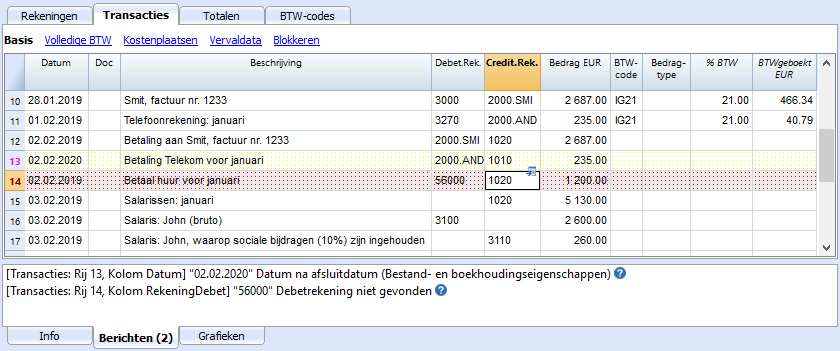 Rekeningen Transacties Totalen BTW-codes
Basis Volledige BTW Kostenplaatsen Vervaldata Blokkeren
Datum Doc Beschrijving Debet.Rek. Credit.Rek. Bedrag EUR BTW-code Bedrag-type % BTW BTWgeboekt EUR
10 28.01.2019 Smit, factuur nr. 1233 3000 2000.SMI 2 687.00 IG21 21.00 466.34
11 01.02.2019 Telefoonrekening: januari 3270 2000.AND 235.00 IG21 21.00 40.79
12 02.02.2019 Betaling aan Smit, factuur nr. 1233 2000.SMI 1020 2 687.00
13 02.02.2020 Betaling Telekom voor januari 2000.AND 1010 235.00
14 02.02.2019 Betaal huur voor januari 56000 1020 1 200.00
15 03.02.2019 Salarissen: januari 1020 5 130.00
16 03.02.2019 Salaris: John (bruto) 3100 2 600.00
17 03.02.2019 Salaris: John, waarop sociale bijdragen (10%) zijn ingehouden 3110 260.00
[Transacties: Rij 13, Kolom Datum] "02.02.2020" Datum na afsluitdatum (Bestand- en boekhoudingseigenschappen) ?
[Transacties: Rij 14, Kolom RekeningDebet] "56000" Debetrekening niet gevonden ?
Info Berichten (2) Grafieken